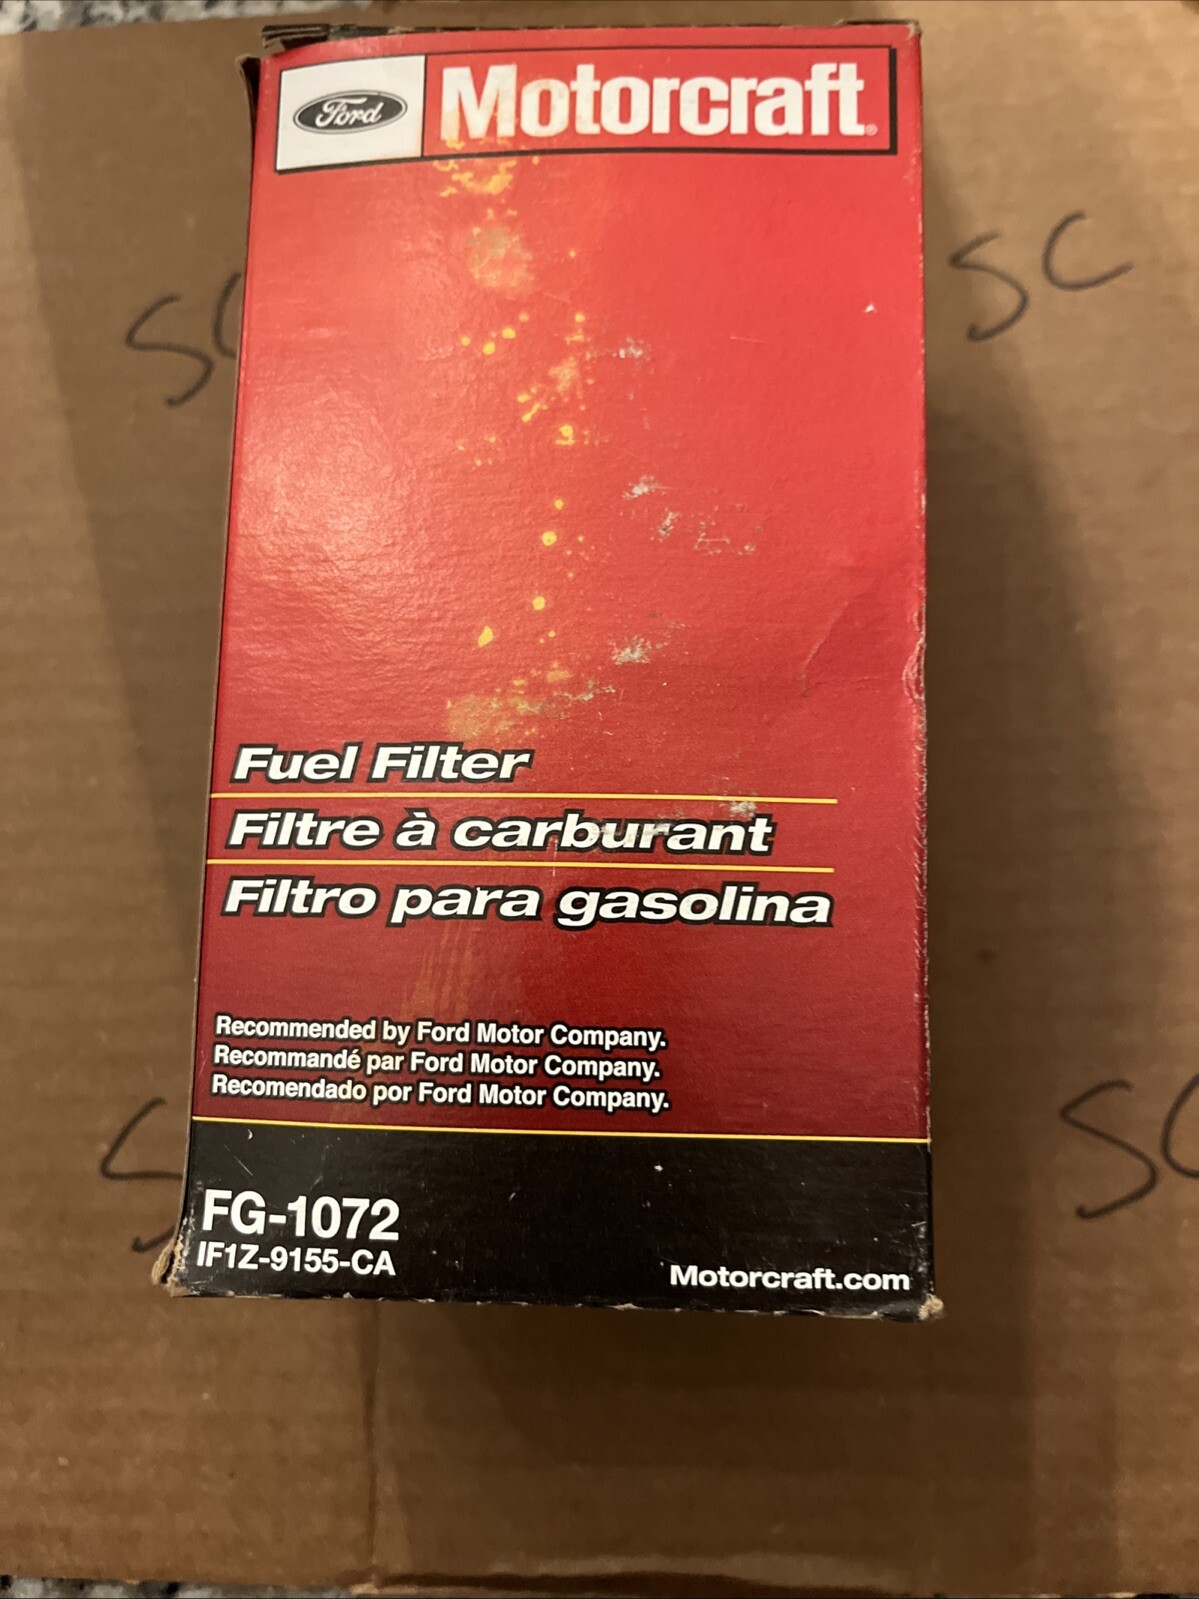 Ford Motorcraft®
SC
SC
Fuel Filter
Filtre à carburant
Filtro para gasolina
Recommended by Ford Motor Company.
Recommandé par Ford Motor Company.
Recomendado por Ford Motor Company.
SC
FG-1072
IF1Z-9155-CA
Motorcraft.com